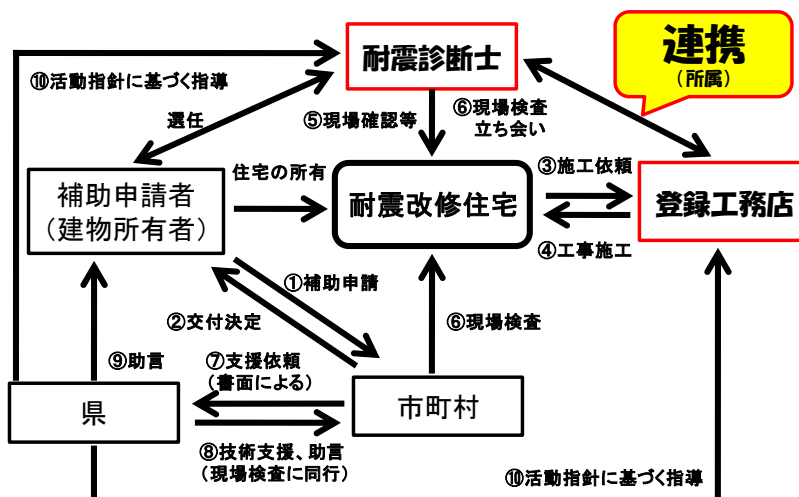 耐震診断士
連携
（所属）
⑩活動指針に基づく指導
選任
⑤現場確認等
⑥現場検査
立ち会い
住宅の所有
③施工依頼
補助申請者
（建物所有者）
耐震改修住宅
登録工務店
④工事施工
①補助申請
②交付決定
⑥現場検査
⑨助言
⑦支援依頼
（書面による）
県
市町村
⑧技術支援、助言
（現場検査に同行）
⑩活動指針に基づく指導